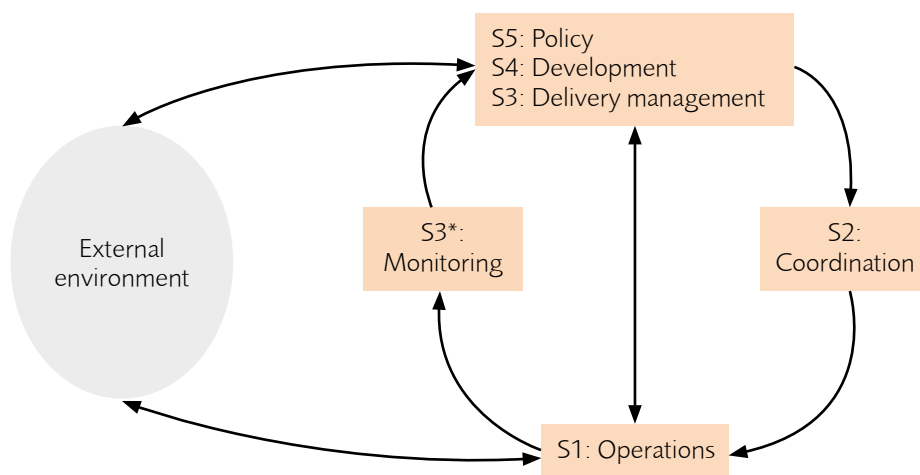 S5: Policy
S4: Development
S3: Delivery management
External
environment
S3*:
Monitoring
S2:
Coordination
S1: Operations